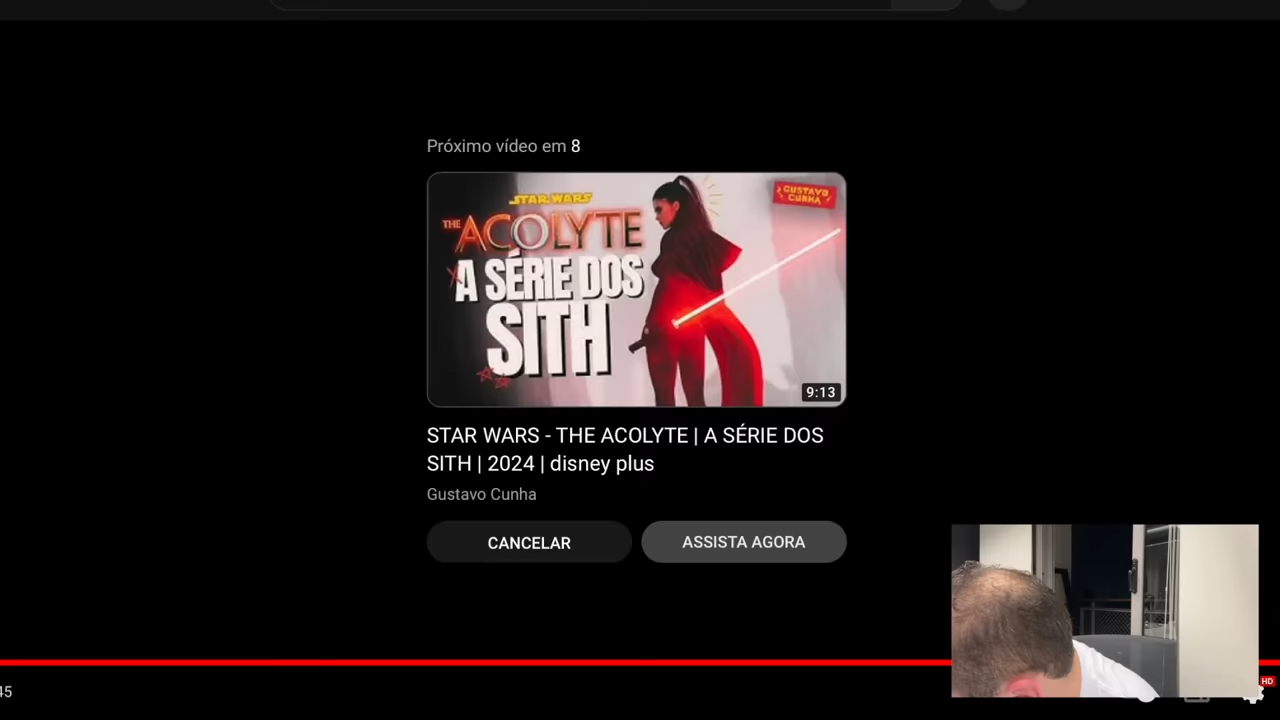 Próximo vídeo em 8
STAR WARS
GUSTAVO
CUNHA
THE ACOLYTE
A SÉRIE DOS
SITH
9:13
STAR WARS - THE ACOLYTE | A SÉRIE DOS
SITH | 2024 | disney plus
Gustavo Cunha
CANCELAR
ASSISTA AGORA
45
HD